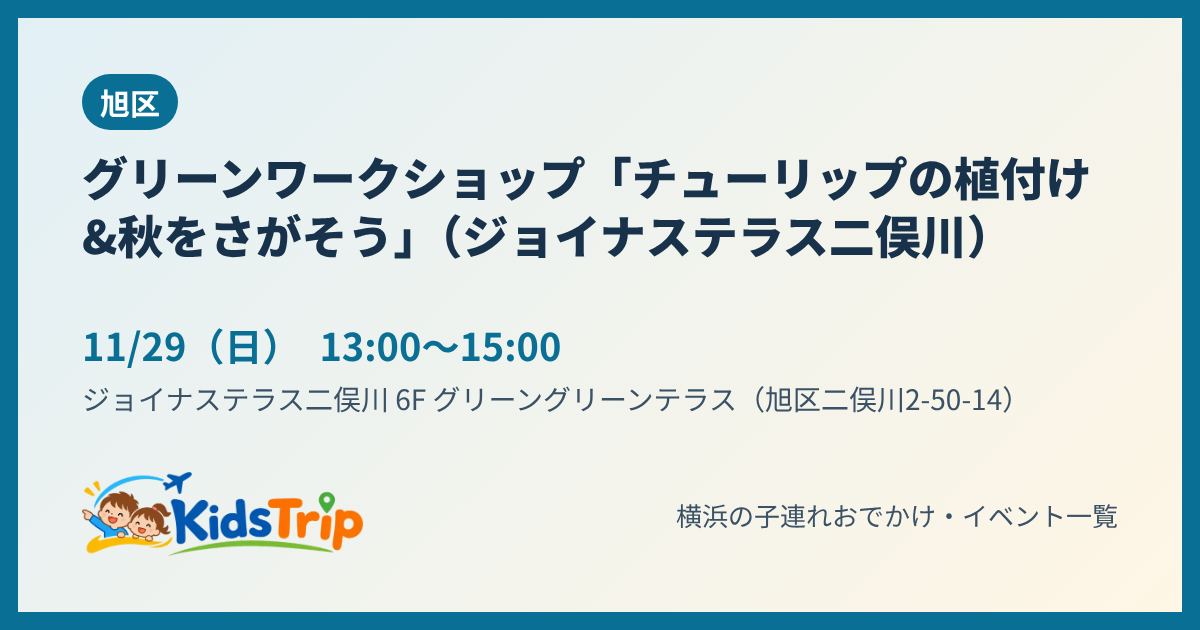 旭区
グリーンワークショップ「チューリップの植付け
&秋をさがそう」（ジョイナステラス二俣川）
11/29（日） 13:00〜15:00
ジョイナステラス二俣川 6F グリーングリーンテラス（旭区二俣川2-50-14）
KidsTrip
横浜の子連れおでかけ・イベント一覧